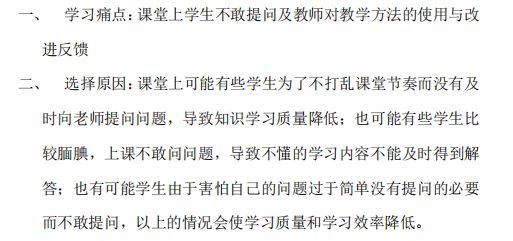 一、 学习痛点：课堂上学生不敢提问及教师对教学方法的使用与改
进反馈
二、 选择原因：课堂上可能有些学生为了不打乱课堂节奏而没有及
时向老师提问问题，导致知识学习质量降低；也可能有些学生比
较腼腆，上课不敢问问题，导致不懂的学习内容不能及时得到解
答；也有可能学生由于害怕自己的问题过于简单没有提问的必要
而不敢提问，以上的情况会使学习质量和学习效率降低。